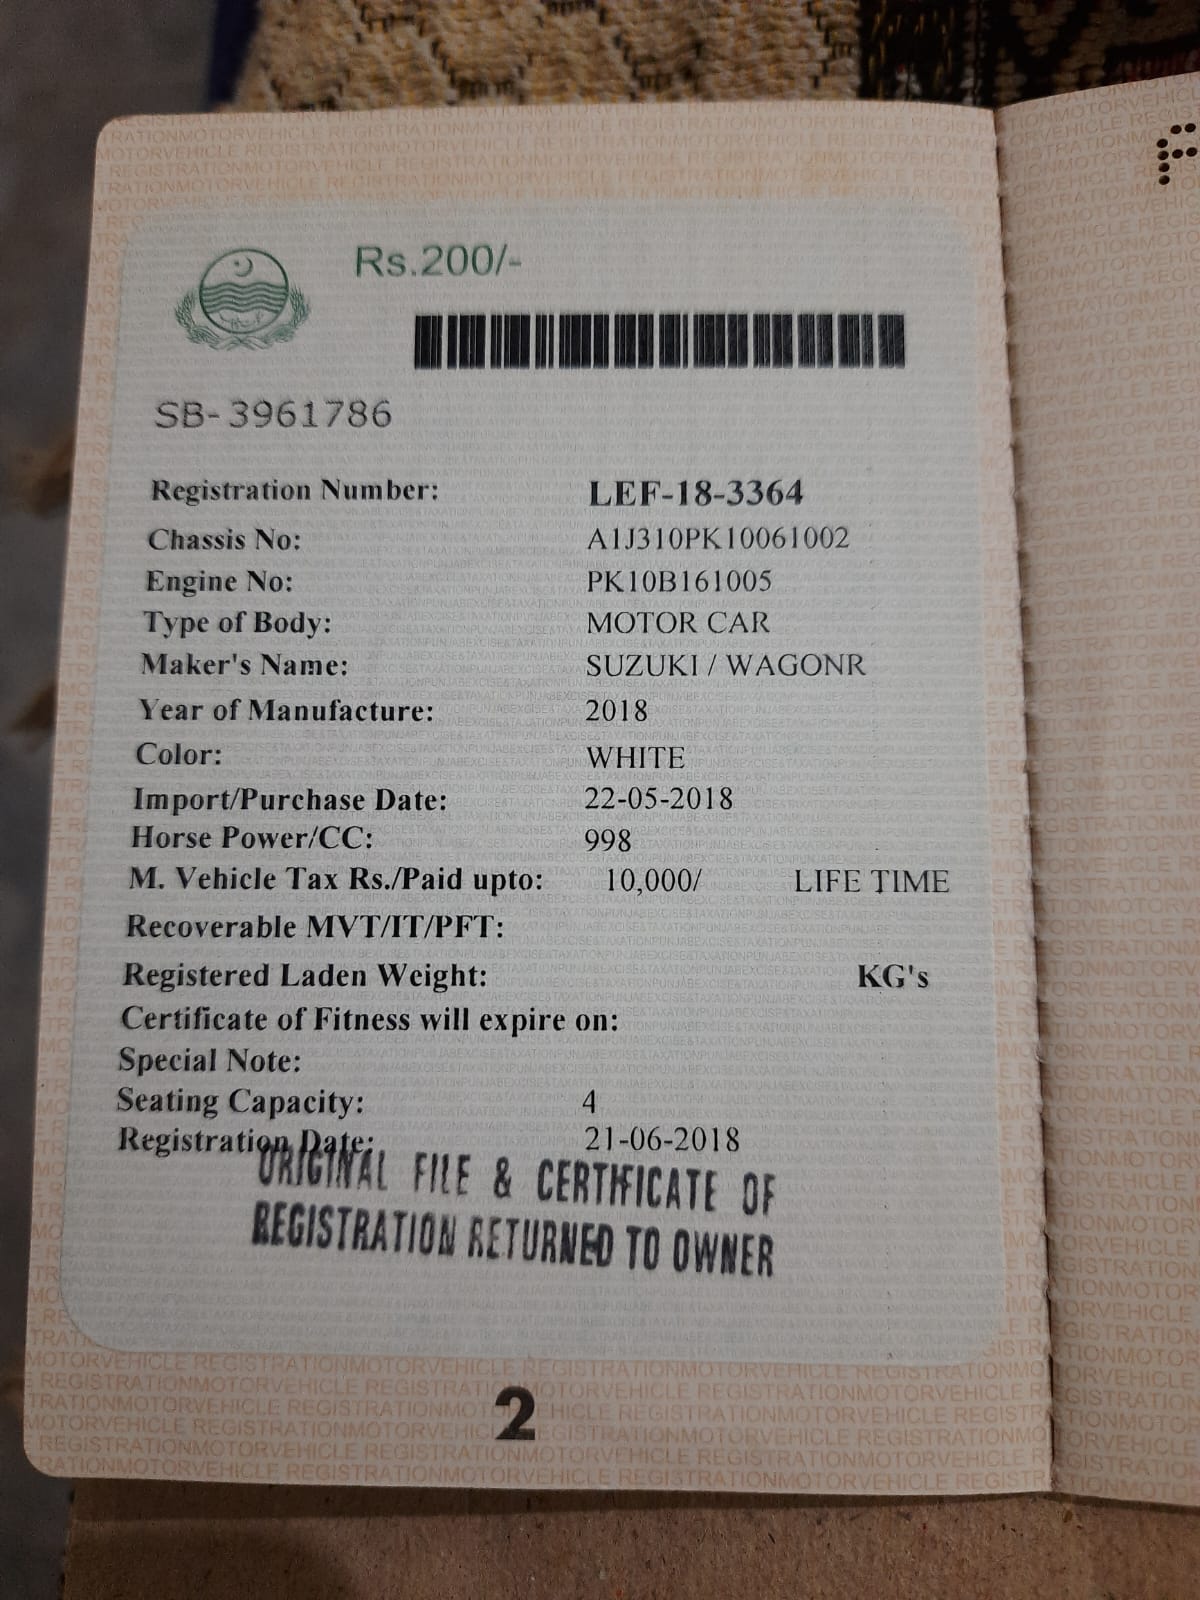 Rs.200/-
SB-3961786
Registration Number: LEF-18-3364
Chassis No: A1J310PK10061002
Engine No: PK10B161005
Type of Body: MOTOR CAR
Maker's Name: SUZUKI / WAGONR
Year of Manufacture: 2018
Color: WHITE
Import/Purchase Date: 22-05-2018
Horse Power/CC: 998
M. Vehicle Tax Rs./Paid upto: 10,000/ LIFE TIME
Recoverable MVT/IT/PFT:
Registered Laden Weight: KG's
Certificate of Fitness will expire on:
Special Note:
Seating Capacity: 4
Registration Date: 21-06-2018
ORIGINAL FILE & CERTIFICATE OF
REGISTRATION RETURNED TO OWNER
2